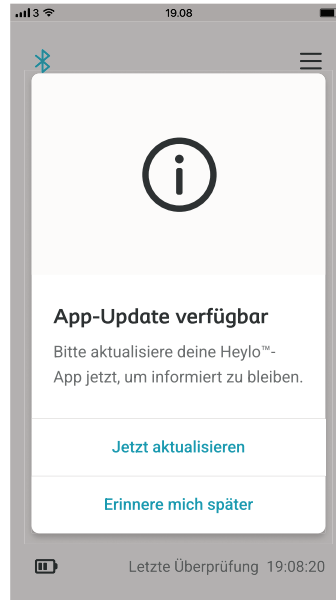 3
19.08
App-Update verfügbar
Bitte aktualisiere deine Heylo™-
App jetzt, um informiert zu bleiben.
Jetzt aktualisieren
Erinnere mich später
Letzte Überprüfung 19:08:20